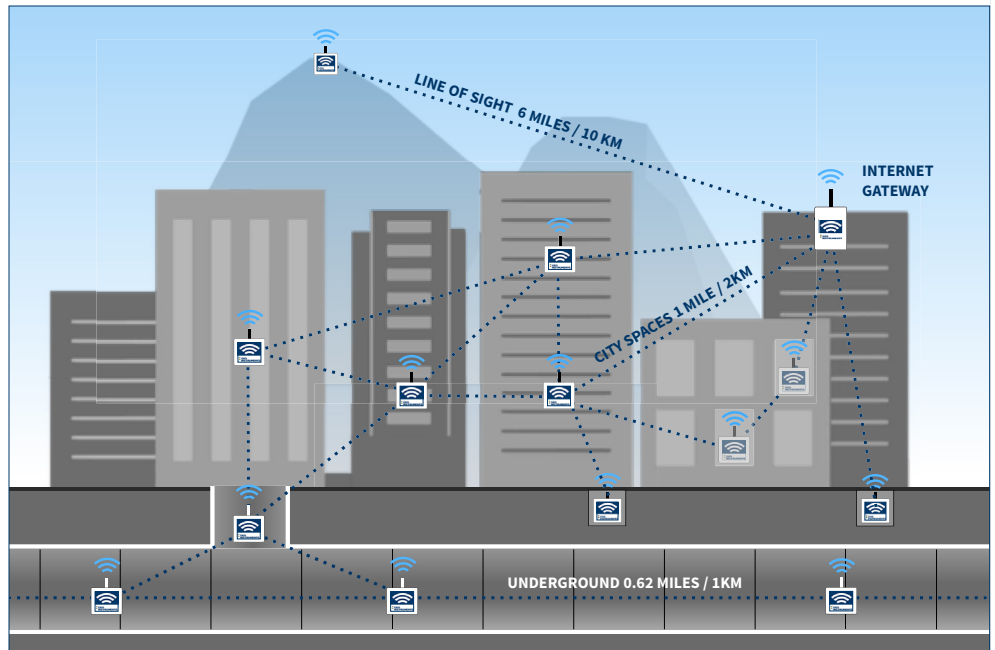 LINE OF SIGHT 6 MILES / 10 KM
INTERNET
GATEWAY
CITY SPACES 1 MILE / 2KM
UNDERGROUND 0.62 MILES / 1KM